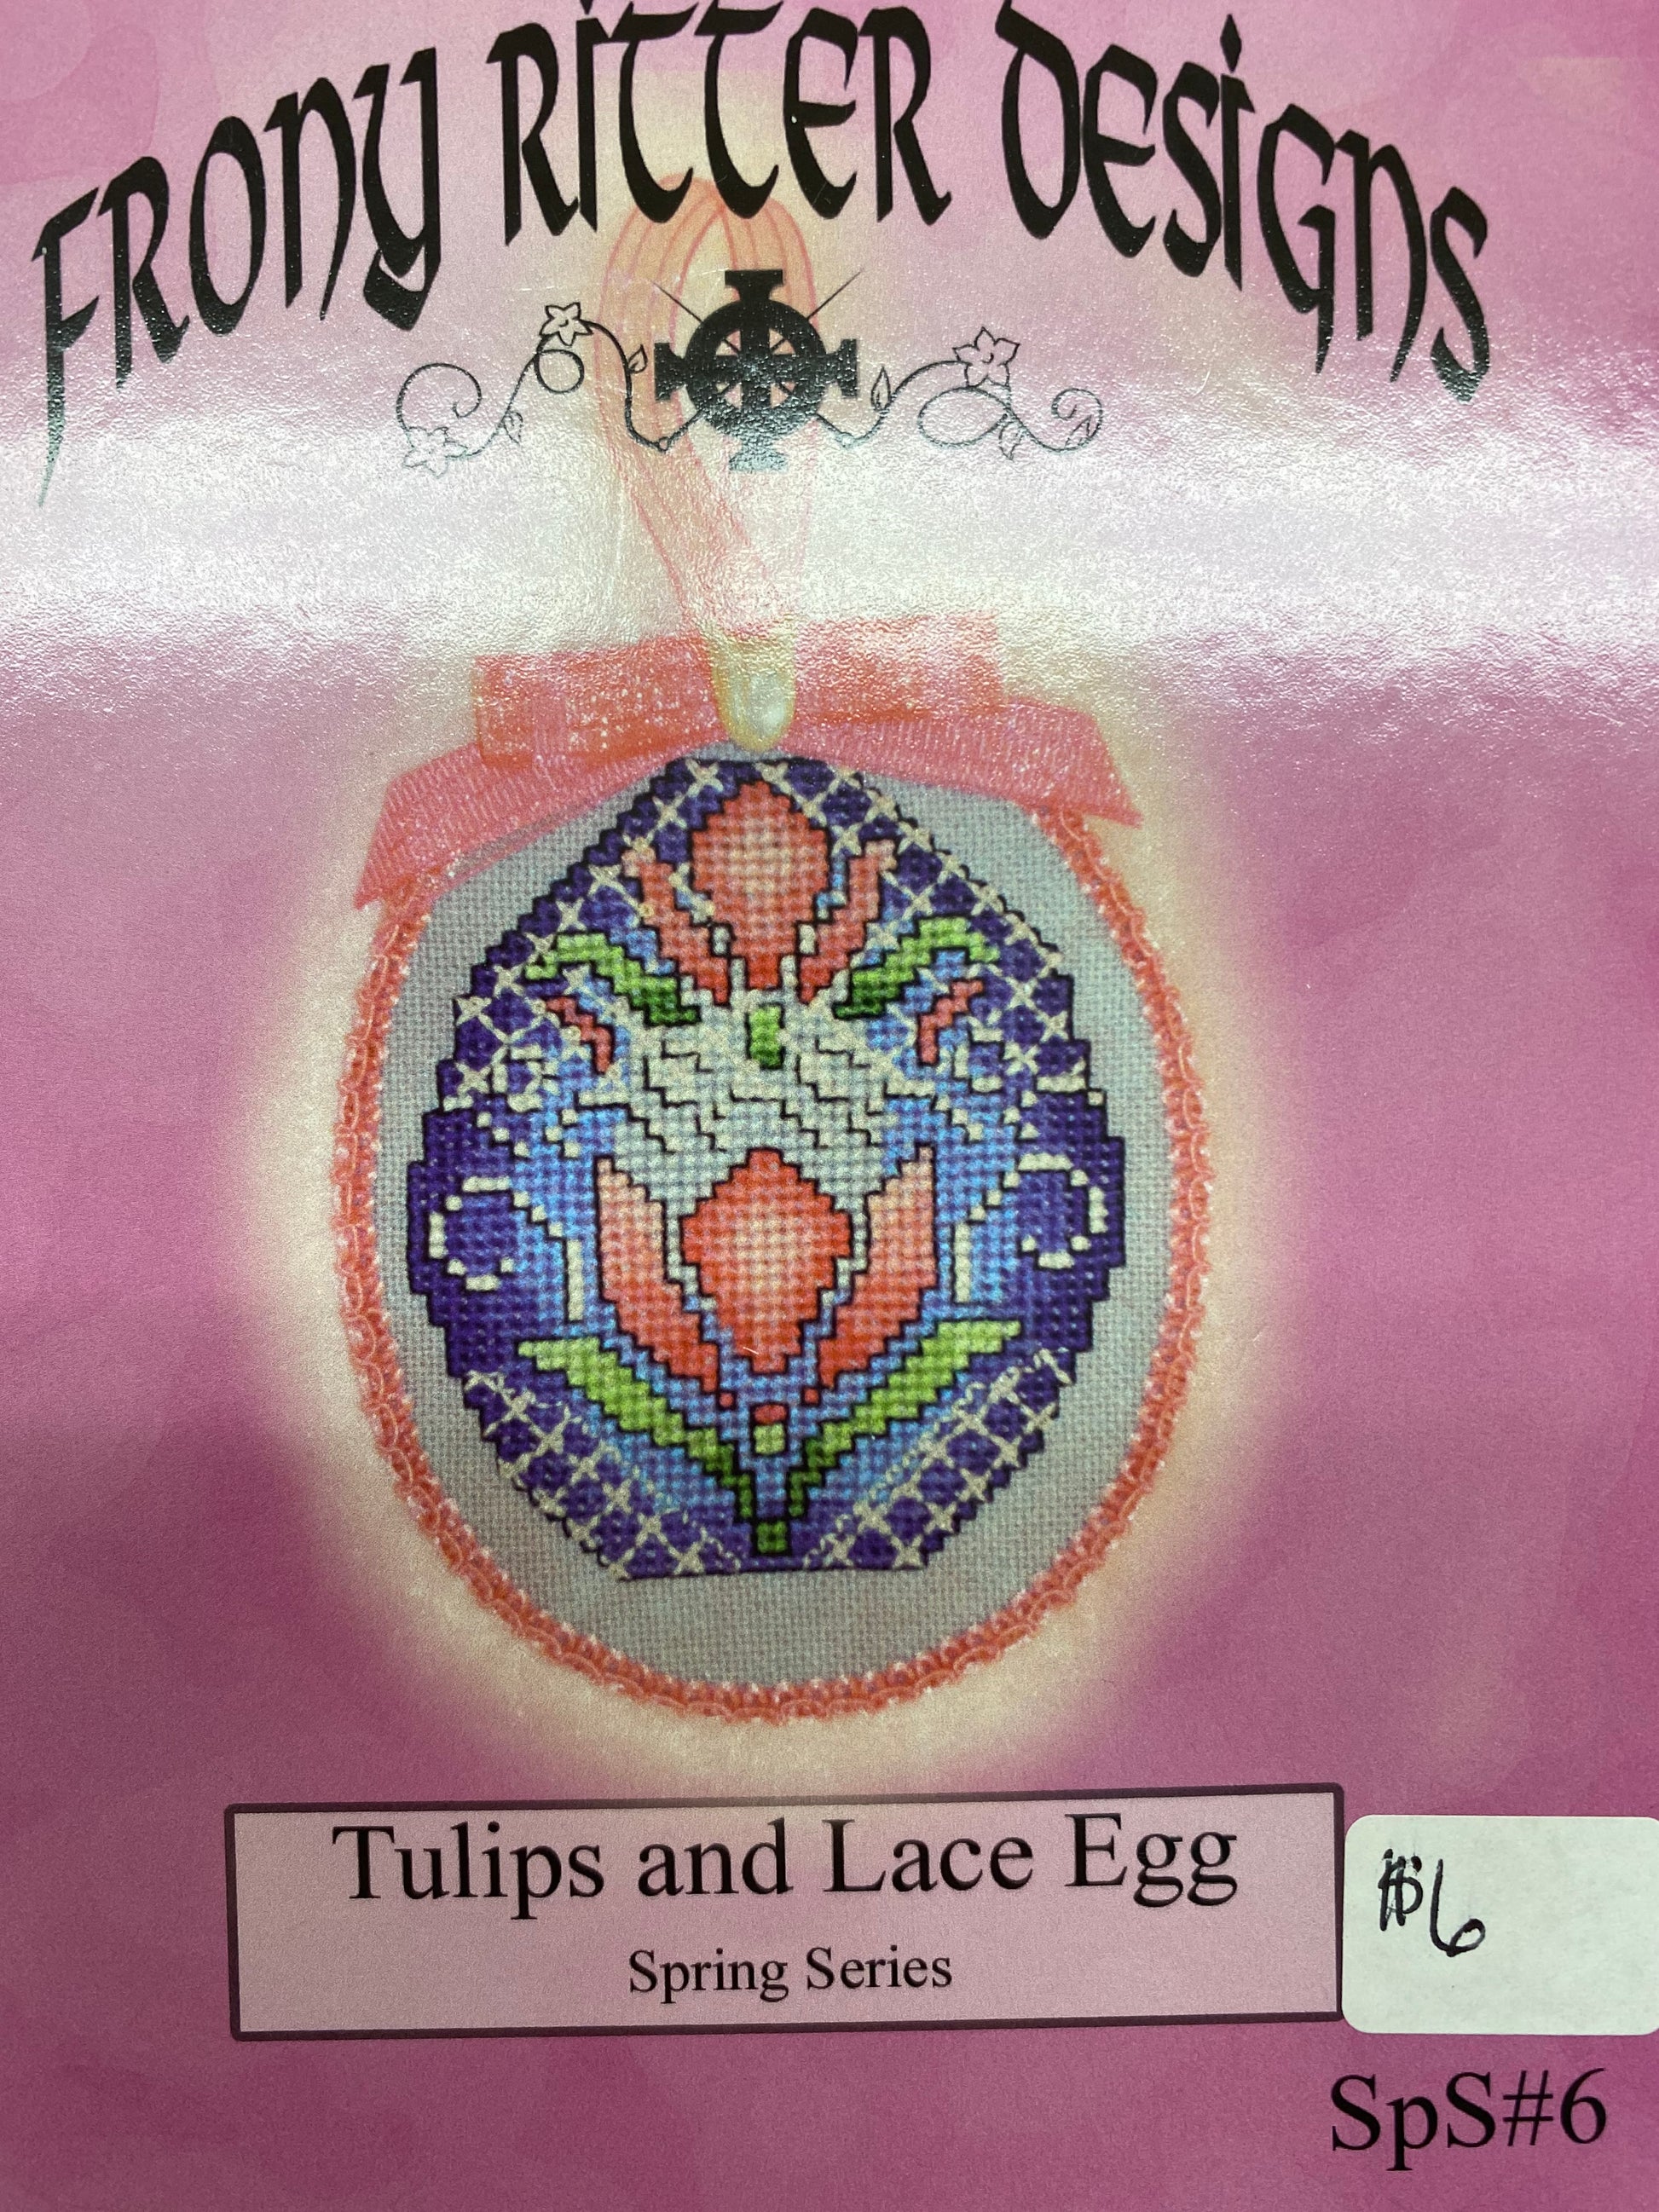 FRONY RITTER DESIGNS
Tulips and Lace Egg
Spring Series
$6
SpS#6